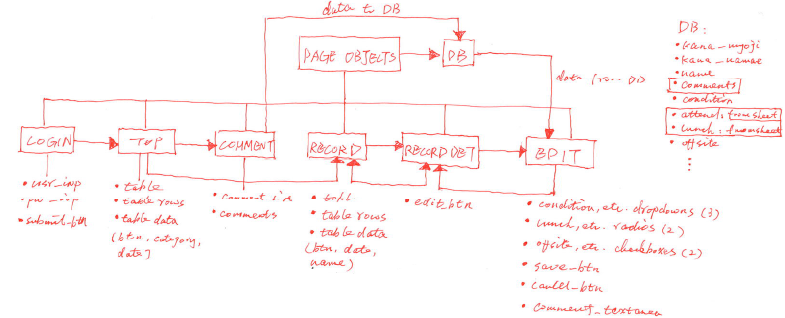 data to DB
PAGE OBJECTS
DB
data from DB
LOGIN
TOP
COMMENT
RECORD
RECORD DET
EDIT
• usr_inp
• pw_inp
• submit_btn
• table
• table rows
• table data
(btn, category,
date)
• comments
• table rows
• table data
(btn, date,
name)
• edit_btn
• condition, etc. dropdowns (3)
• lunch, etc. radios (2)
• offsite, etc. checkboxes (2)
• save_btn
• cancel_btn
• comment_textarea
DB:
• kana_myoji
• kana_namae
• name
• comments
• condition
• attend: from sheet
• lunch: from sheet
• offsite